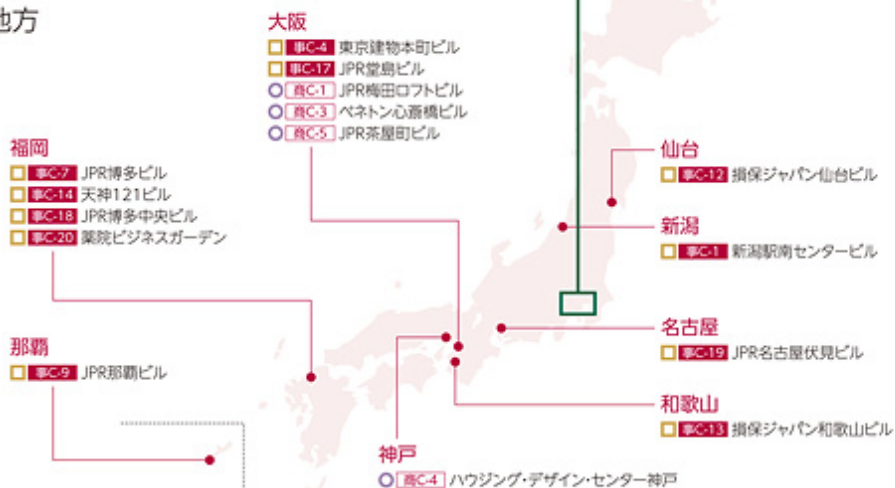 地方
大阪
事C-4 東京建物本町ビル
事C-17 JPR堂島ビル
商C-1 JPR梅田ロフトビル
商C-3 ベネトン心斎橋ビル
商C-5 JPR茶屋町ビル
福岡
事C-7 JPR博多ビル
事C-14 天神121ビル
事C-18 JPR博多中央ビル
事C-20 薬院ビジネスガーデン
那覇
事C-9 JPR那覇ビル
仙台
事C-12 損保ジャパン仙台ビル
新潟
事C-1 新潟駅南センタービル
名古屋
事C-19 JPR名古屋伏見ビル
和歌山
事C-13 損保ジャパン和歌山ビル
神戸
商C-4 ハウジング・デザイン・センター神戸